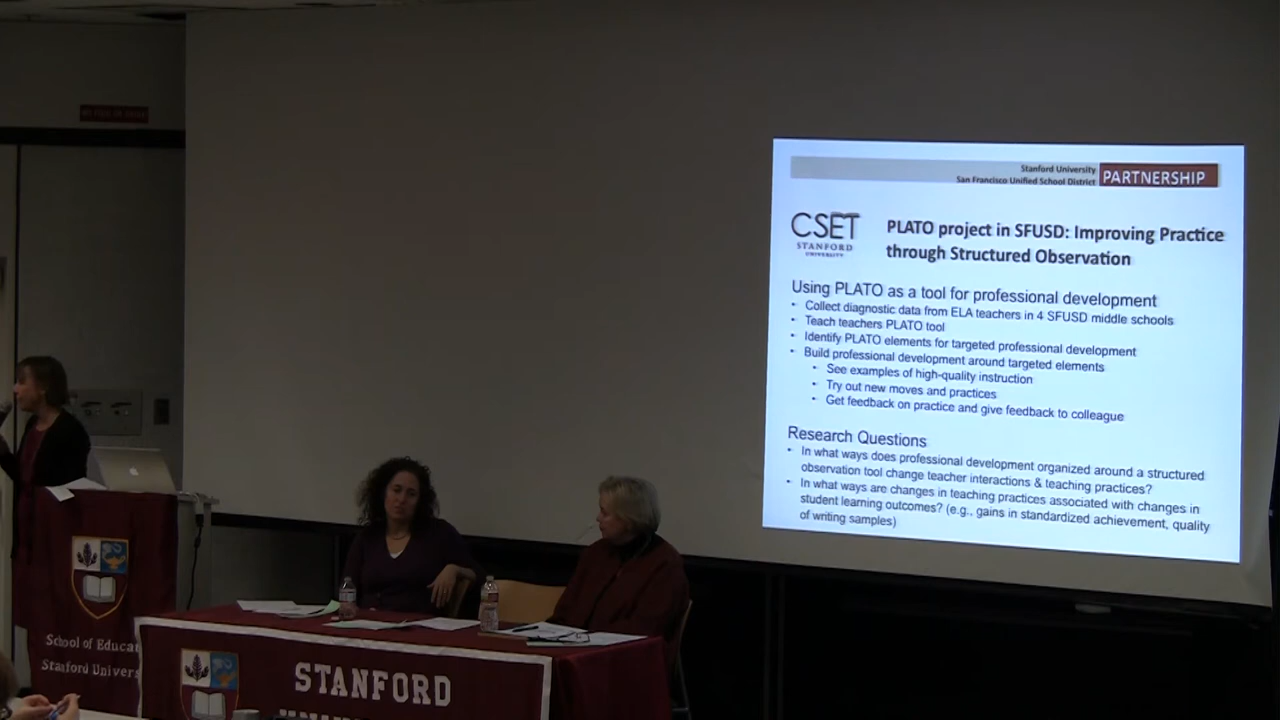 Stanford University
San Francisco Unified School District PARTNERSHIP
CSET
STANFORD
UNIVERSITY
PLATO project in SFUSD: Improving Practice
through Structured Observation
Using PLATO as a tool for professional development
• Collect diagnostic data from ELA teachers in 4 SFUSD middle schools
• Teach teachers PLATO tool
• Identify PLATO elements for targeted professional development
• Build professional development around targeted elements
• See examples of high-quality instruction
• Try out new moves and practices
• Get feedback on practice and give feedback to colleague
Research Questions
• In what ways does professional development organized around a structured
observation tool change teacher interactions & teaching practices?
• In what ways are changes in teaching practices associated with changes in
student learning outcomes? (e.g., gains in standardized achievement, quality
of writing samples)
School of Educat
Stanford Univers
STANFORD